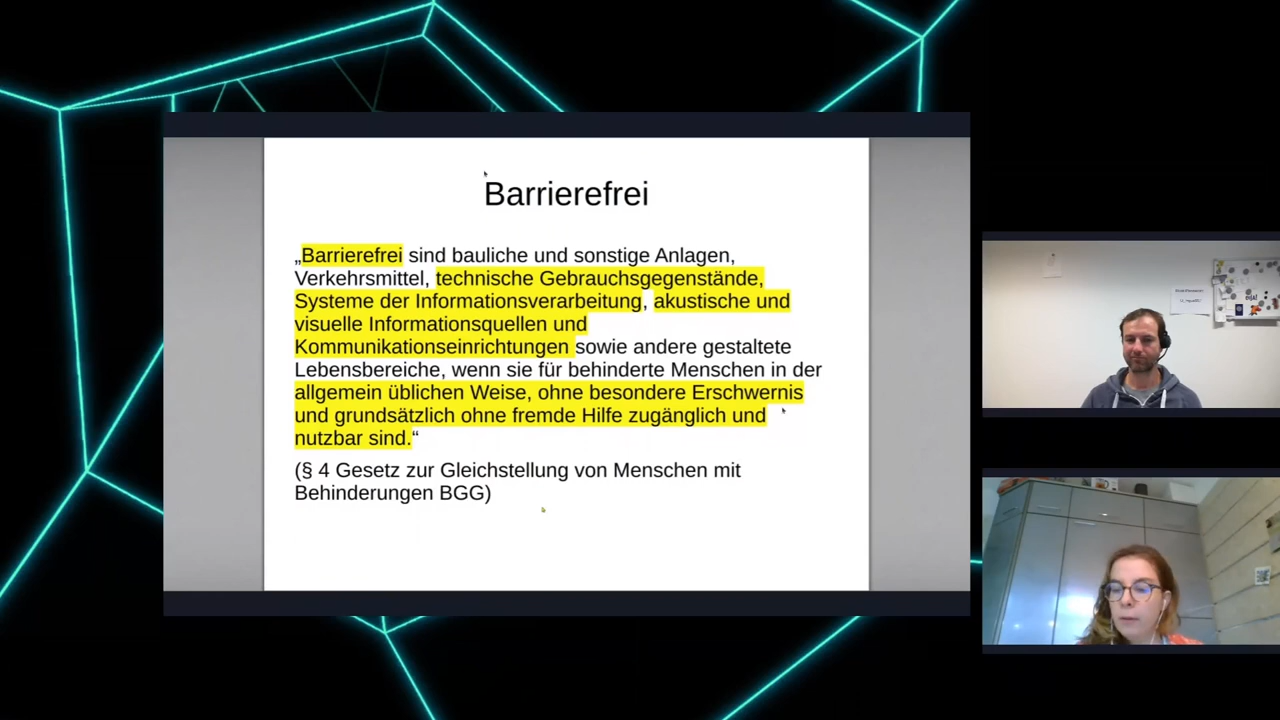 Barrierefrei
„Barrierefrei sind bauliche und sonstige Anlagen,
Verkehrsmittel, technische Gebrauchsgegenstände,
Systeme der Informationsverarbeitung, akustische und
visuelle Informationsquellen und
Kommunikationseinrichtungen sowie andere gestaltete
Lebensbereiche, wenn sie für behinderte Menschen in der
allgemein üblichen Weise, ohne besondere Erschwernis
und grundsätzlich ohne fremde Hilfe zugänglich und
nutzbar sind.“
(§ 4 Gesetz zur Gleichstellung von Menschen mit
Behinderungen BGG)